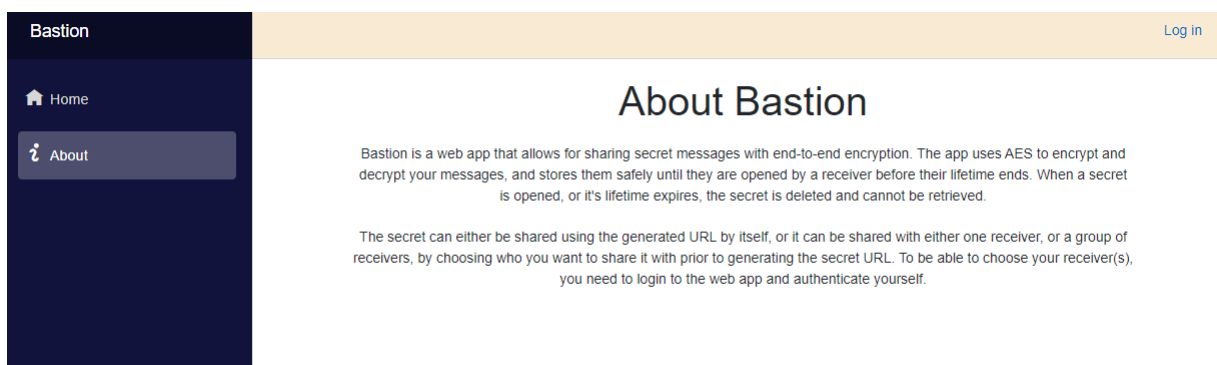 Bastion
Log in
Home
About
About Bastion
Bastion is a web app that allows for sharing secret messages with end-to-end encryption. The app uses AES to encrypt and
decrypt your messages, and stores them safely until they are opened by a receiver before their lifetime ends. When a secret
is opened, or it's lifetime expires, the secret is deleted and cannot be retrieved.
The secret can either be shared using the generated URL by itself, or it can be shared with either one receiver, or a group of
receivers, by choosing who you want to share it with prior to generating the secret URL. To be able to choose your receiver(s),
you need to login to the web app and authenticate yourself.